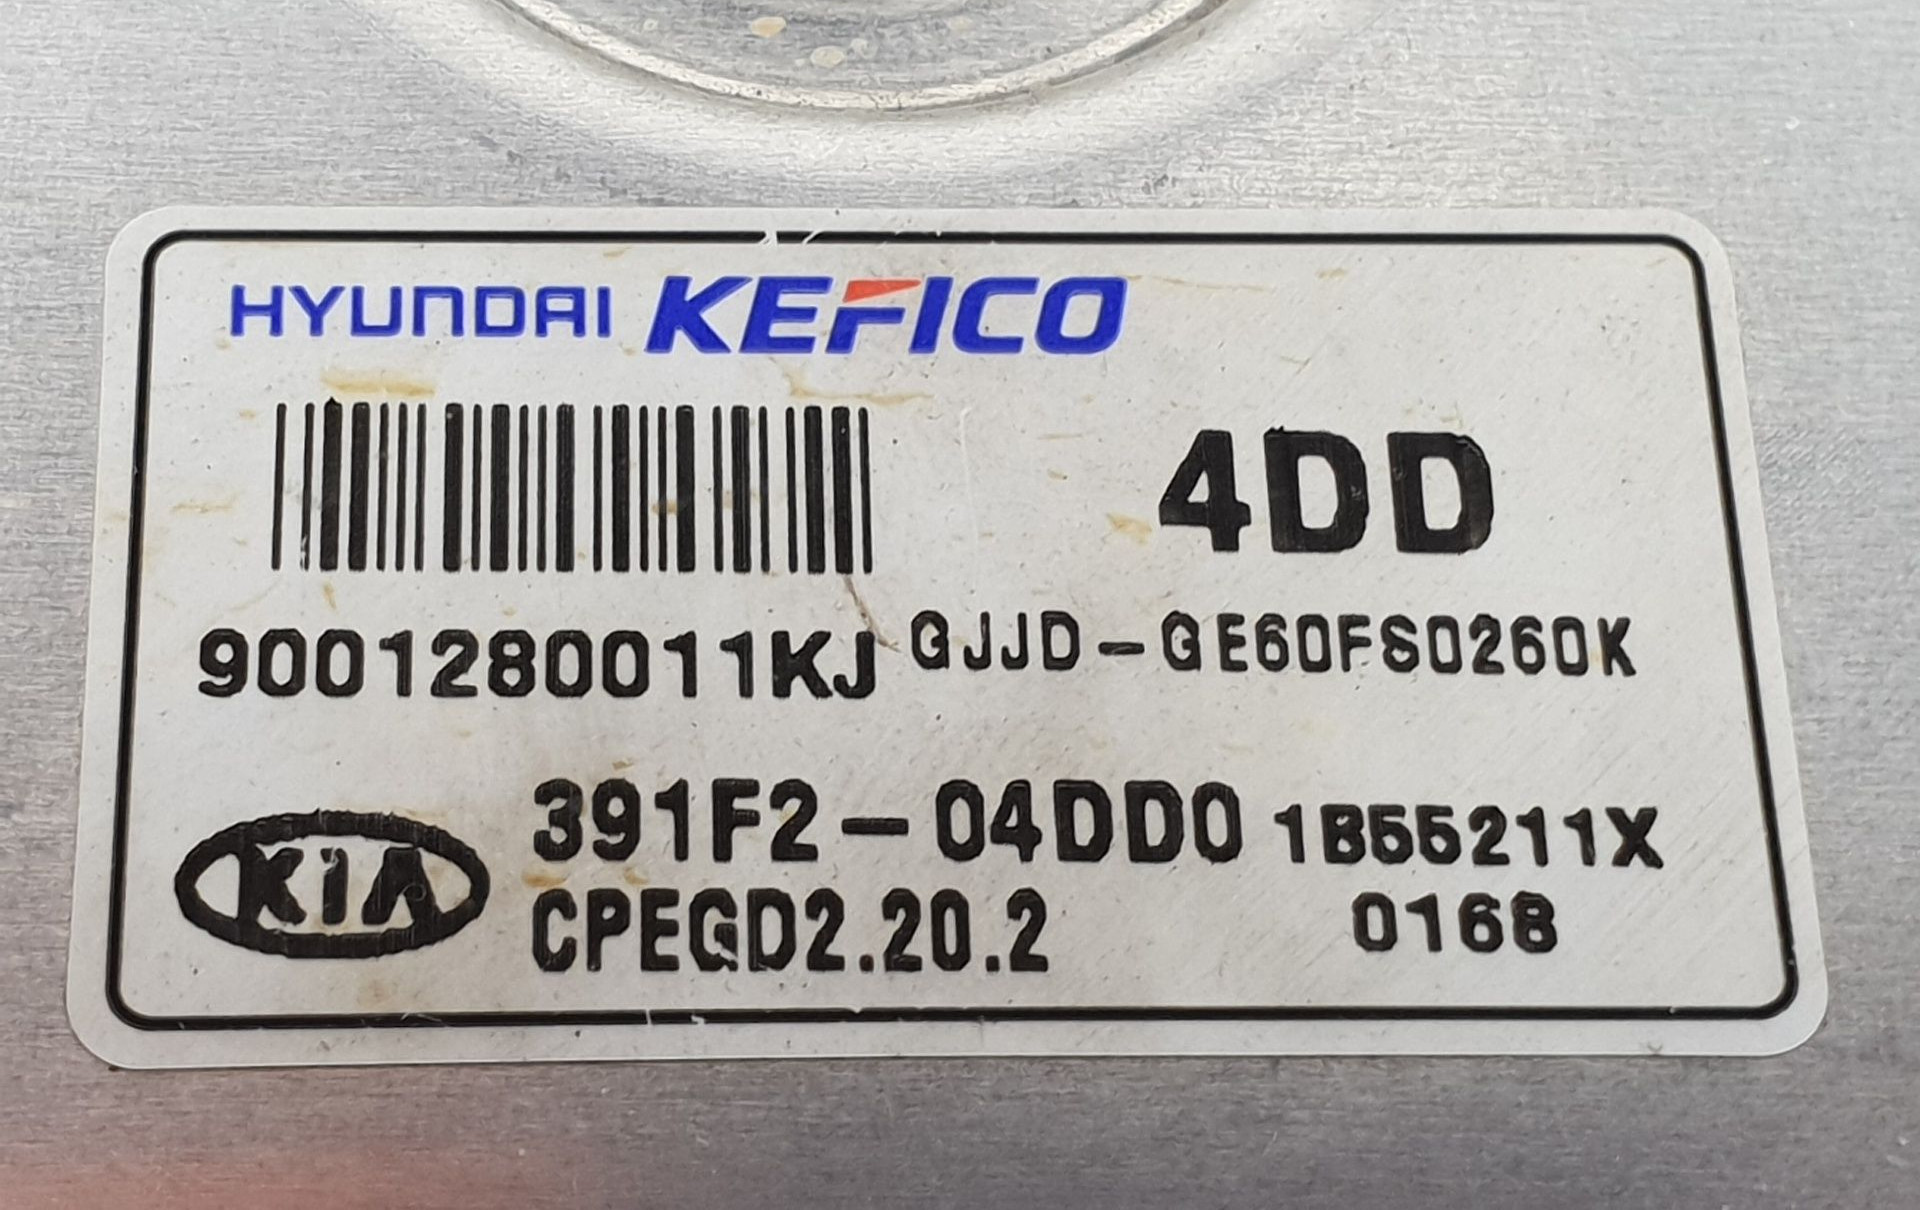 HYUNDAI KEFICO
4DD
9001280011KJ GJJD-GE60FS0260K
KIA 391F2-04DD0 1B55211X
CPEGD2.20.2 0168